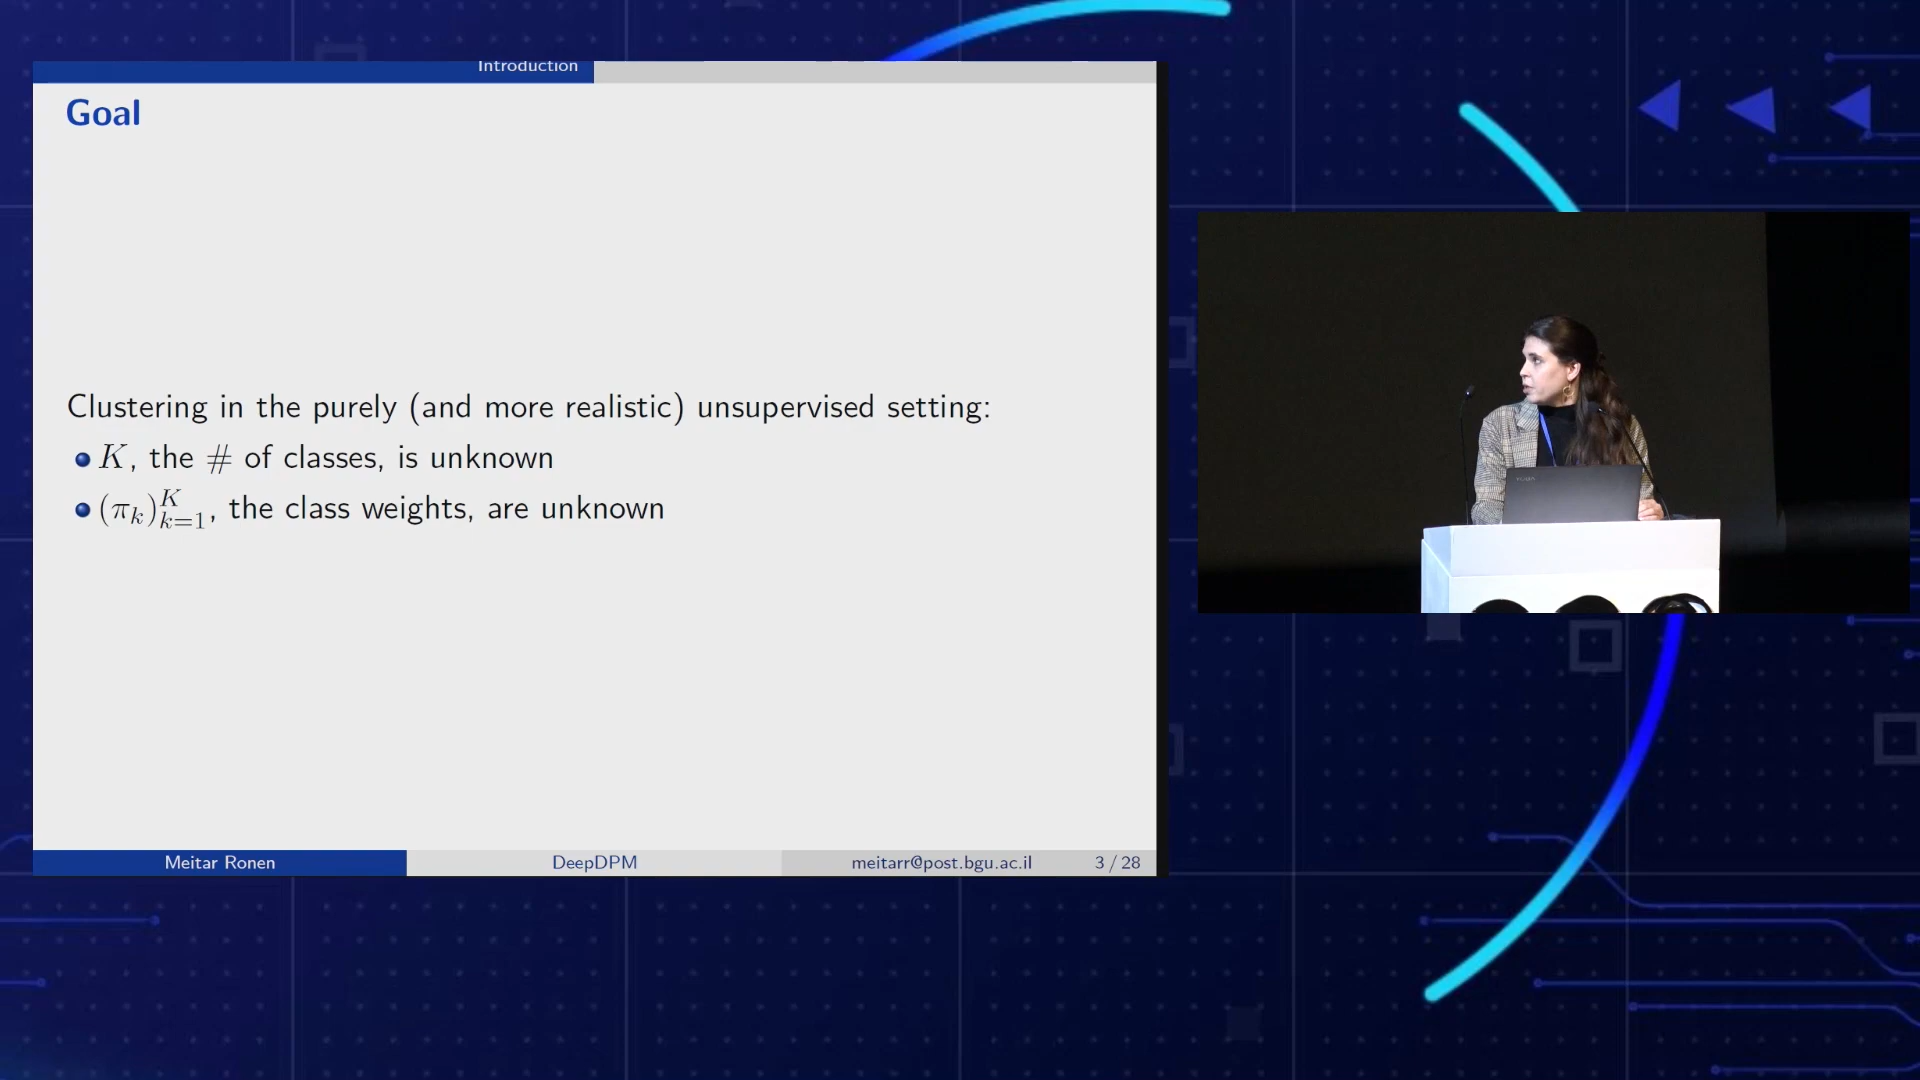 Introduction
Goal
Clustering in the purely (and more realistic) unsupervised setting:
K, the # of classes, is unknown
(π_k)_{k=1}^K, the class weights, are unknown
Meitar Ronen
DeepDPM
meitarr@post.bgu.ac.il
3 / 28